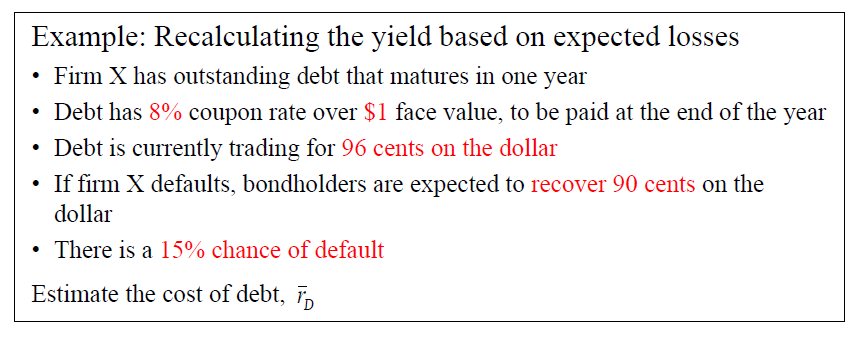 Example: Recalculating the yield based on expected losses
• Firm X has outstanding debt that matures in one year
• Debt has 8% coupon rate over $1 face value, to be paid at the end of the year
• Debt is currently trading for 96 cents on the dollar
• If firm X defaults, bondholders are expected to recover 90 cents on the
dollar
• There is a 15% chance of default
Estimate the cost of debt, r̄_D